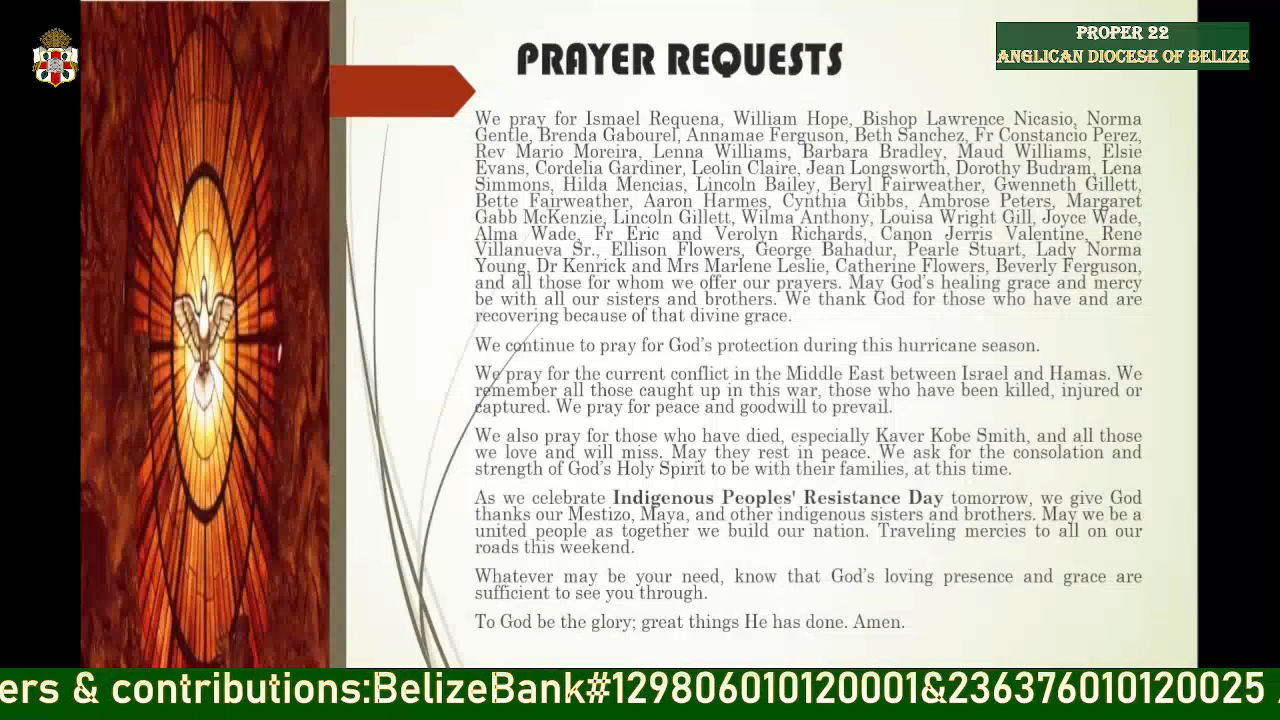 PRAYER REQUESTS
PROPER 22
ANGLICAN DIOCESE OF BELIZE
We pray for Ismael Requena, William Hope, Bishop Lawrence Nicasio, Norma
Gentle, Brenda Gabourel, Annamae Ferguson, Beth Sanchez, Fr Constancio Perez,
Rev Mario Moreira, Lenna Williams, Barbara Bradley, Maud Williams, Elsie
Evans, Cordelia Gardiner, Leolin Claire, Jean Longsworth, Dorothy Budram, Lena
Simmons, Hilda Mencias, Lincoln Bailey, Beryl Fairweather, Gwenneth Gillett,
Bette Fairweather, Aaron Harmes, Cynthia Gibbs, Ambrose Peters, Margaret
Gabb McKenzie, Lincoln Gillett, Wilma Anthony, Louisa Wright Gill, Joyce Wade,
Alma Wade, Fr Eric and Verolyn Richards, Canon Jerris Valentine, Rene
Villanueva Sr., Ellison Flowers, George Bahadur, Pearle Stuart, Lady Norma
Young, Dr Kenrick and Mrs Marlene Leslie, Catherine Flowers, Beverly Ferguson,
and all those for whom we offer our prayers. May God's healing grace and mercy
be with all our sisters and brothers. We thank God for those who have and are
recovering because of that divine grace.
We continue to pray for God's protection during this hurricane season.
We pray for the current conflict in the Middle East between Israel and Hamas. We
remember all those caught up in this war, those who have been killed, injured or
captured. We pray for peace and goodwill to prevail.
We also pray for those who have died, especially Kaver Kobe Smith, and all those
we love and will miss. May they rest in peace. We ask for the consolation and
strength of God's Holy Spirit to be with their families, at this time.
As we celebrate Indigenous Peoples' Resistance Day tomorrow, we give God
thanks our Mestizo, Maya, and other indigenous sisters and brothers. May we be a
united people as together we build our nation. Traveling mercies to all on our
roads this weekend.
Whatever may be your need, know that God's loving presence and grace are
sufficient to see you through.
To God be the glory; great things He has done. Amen.
ers & contributions:BelizeBank#129806010120001&236376010120025